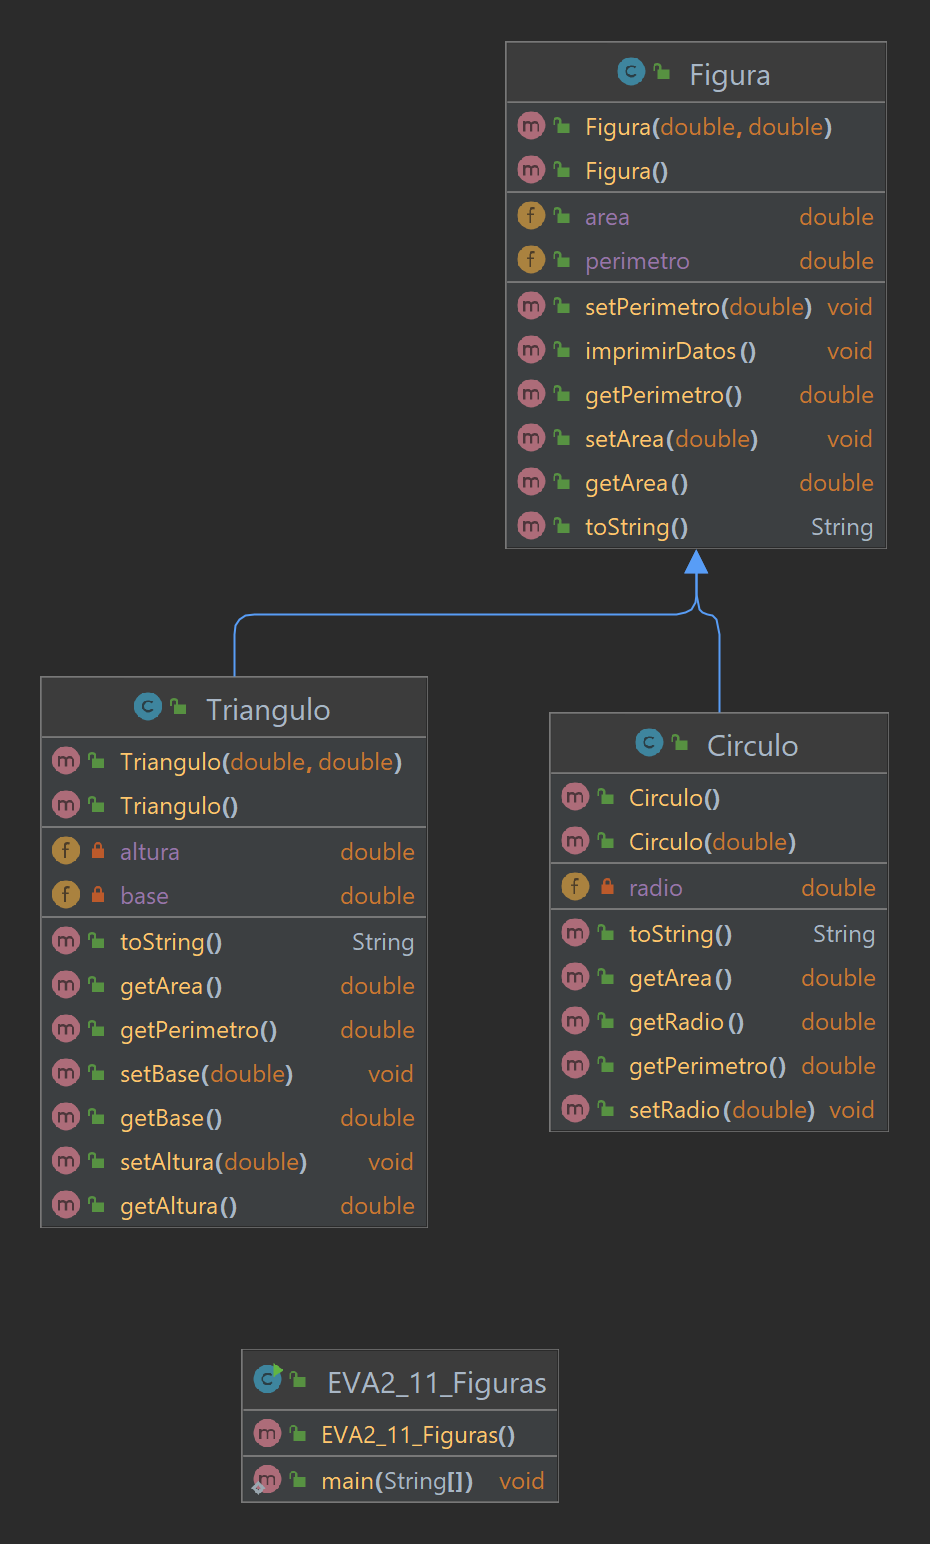 Figura
Figura(double, double)
Figura()
area double
perimetro double
setPerimetro(double) void
imprimirDatos() void
getPerimetro() double
setArea(double) void
getArea() double
toString() String
Triangulo
Triangulo(double, double)
Triangulo()
altura double
base double
toString() String
getArea() double
getPerimetro() double
setBase(double) void
getBase() double
setAltura(double) void
getAltura() double
Circulo
Circulo()
Circulo(double)
radio double
toString() String
getArea() double
getRadio() double
getPerimetro() double
setRadio(double) void
EVA2_11_Figuras
EVA2_11_Figuras()
main(String[]) void